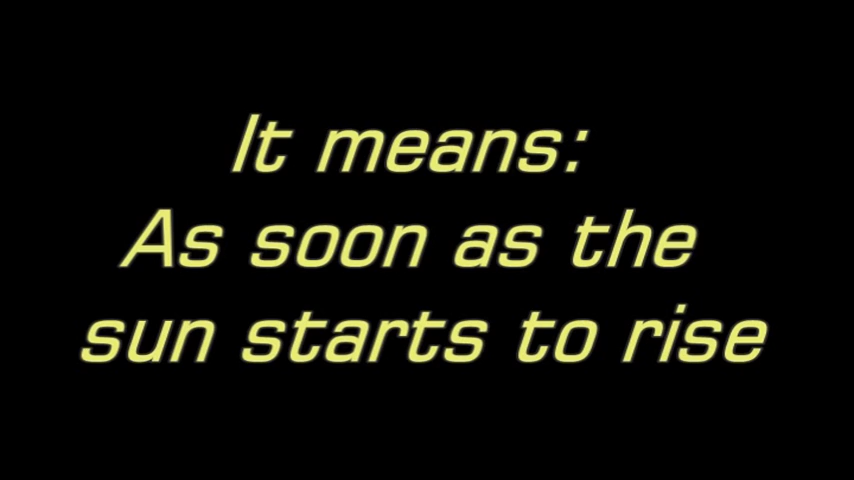 It means:
As soon as the
sun starts to rise